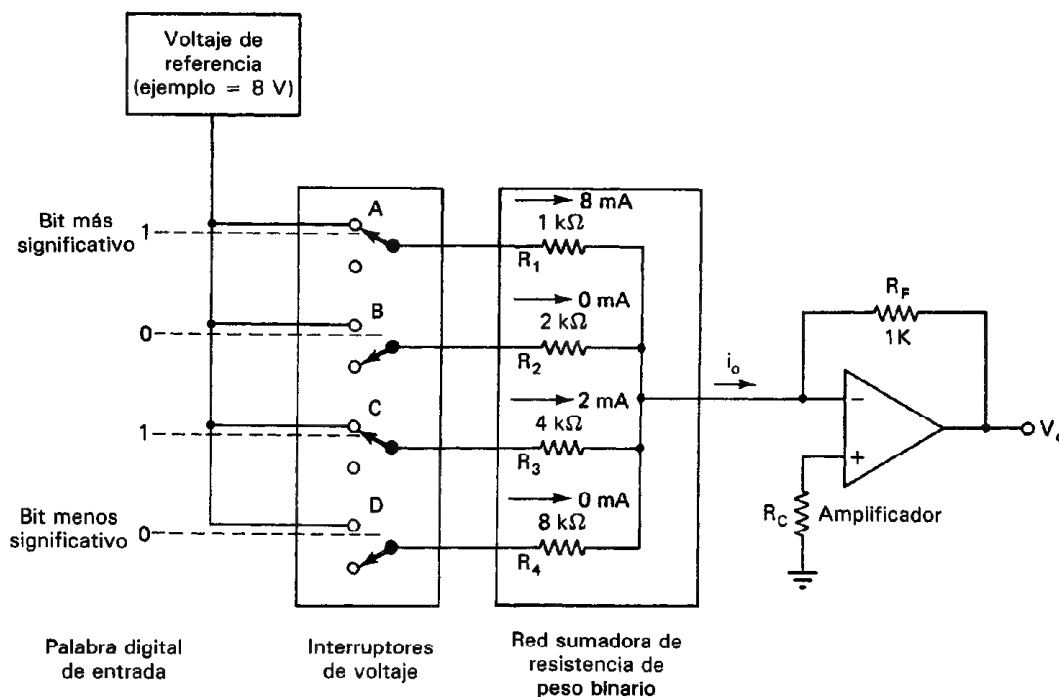 Voltaje de
referencia
(ejemplo = 8 V)
Bit más
significativo
1
0
1
Bit menos
significativo
0
A
B
C
D
8 mA
1 kΩ
R1
0 mA
2 kΩ
R2
2 mA
4 kΩ
R3
0 mA
8 kΩ
R4
io
RF
1K
−
+
RC
Amplificador
Palabra digital
de entrada
Interruptores
de voltaje
Red sumadora de
resistencia de
peso binario